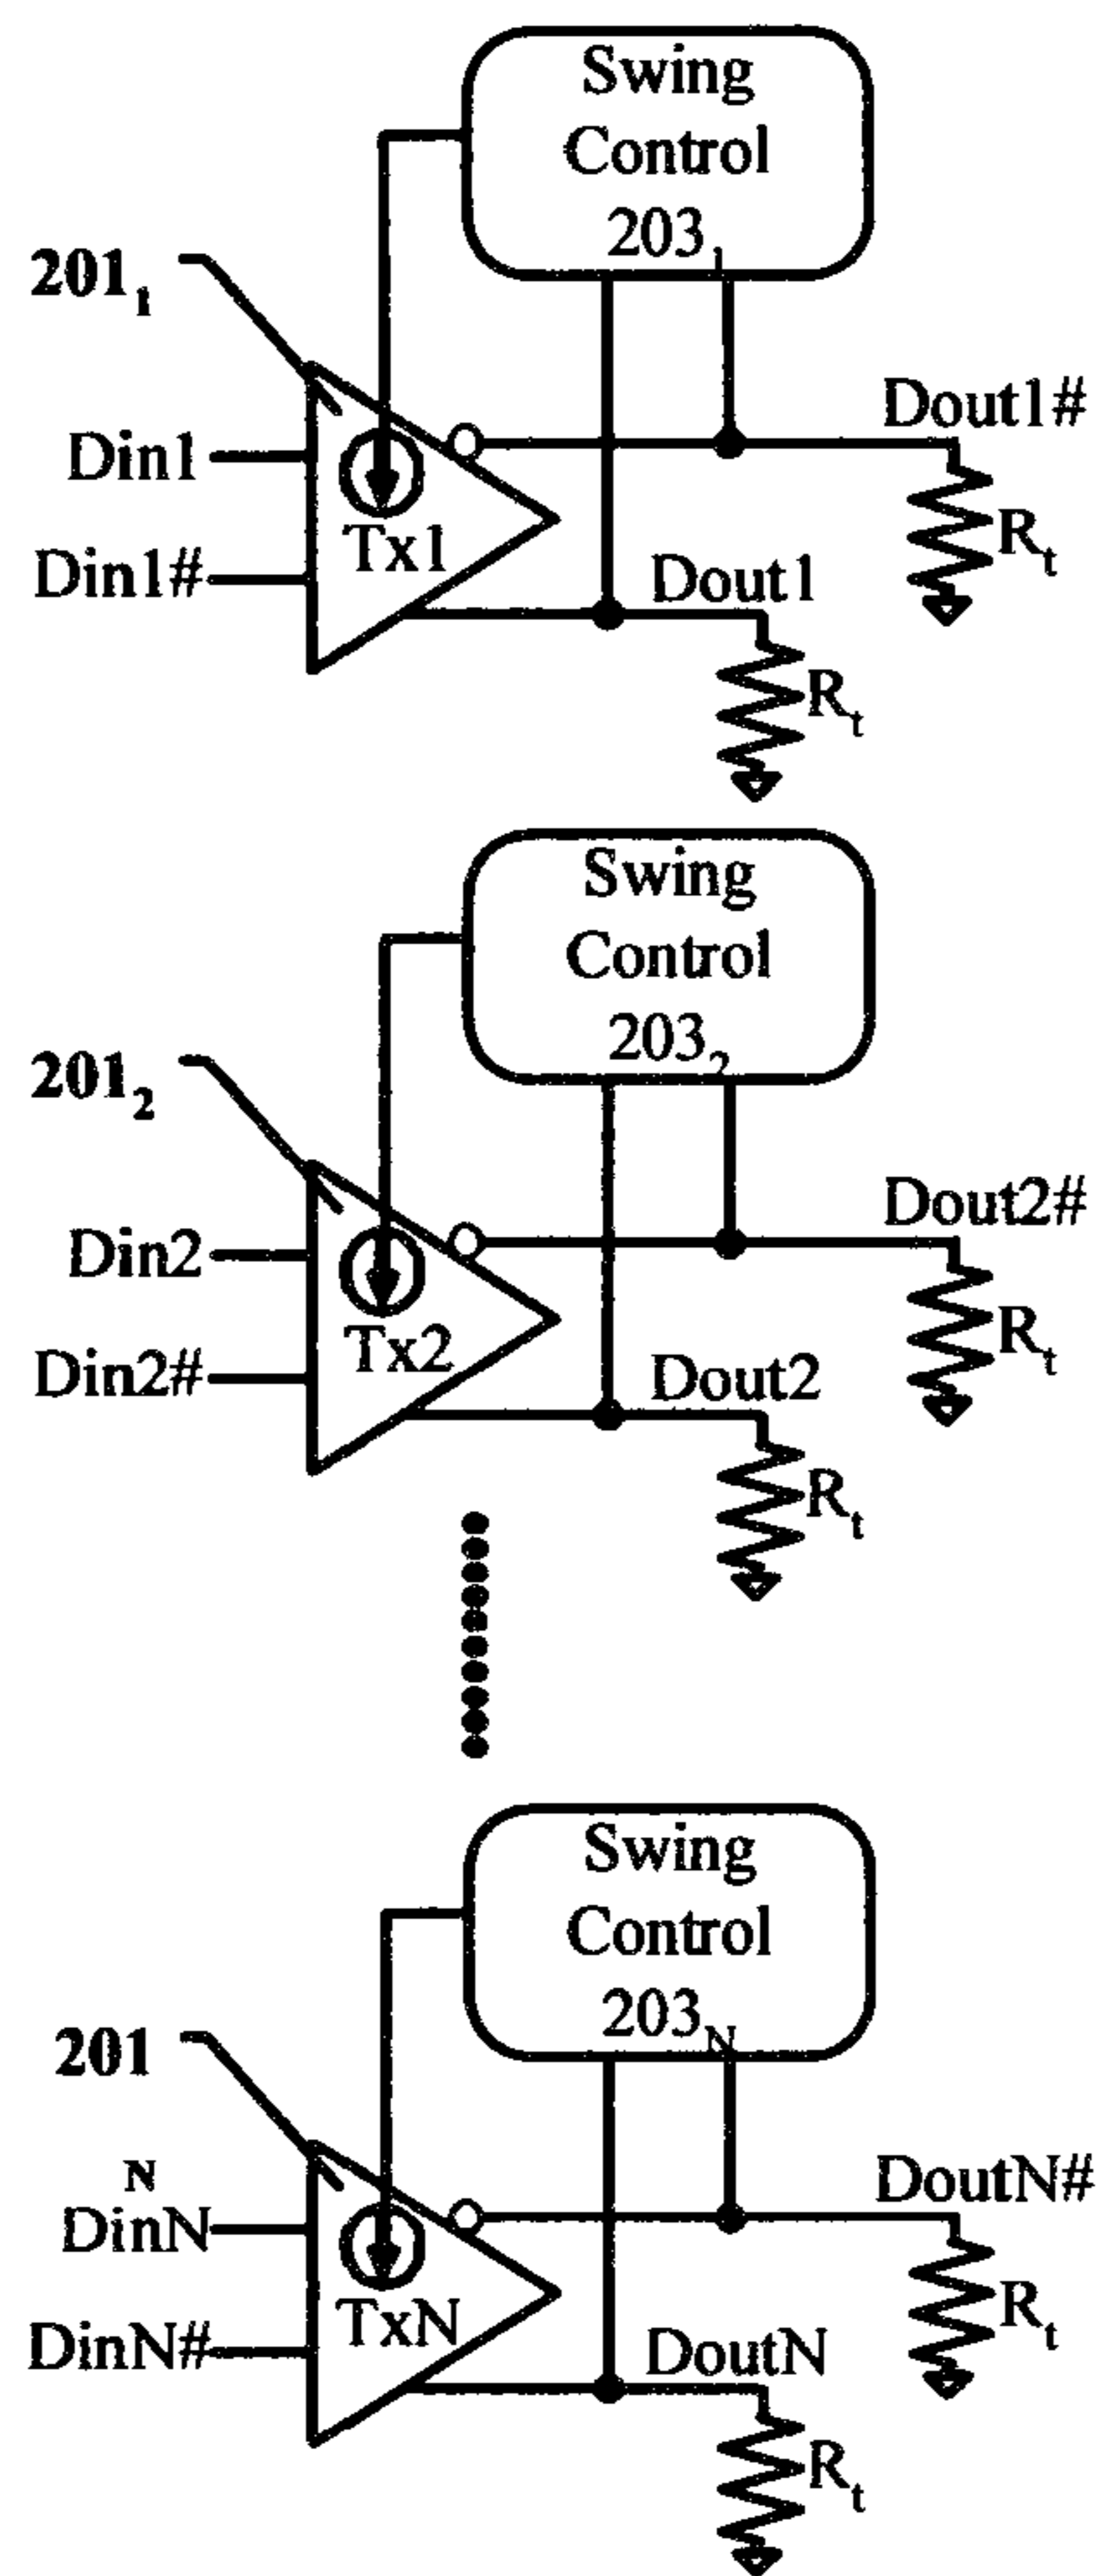 Swing
Control
203₁
201₁
Dout1#
Din1
Rₜ
Tx1
Dout1
Din1#
Rₜ
Swing
Control
203₂
201₂
Dout2#
Din2
Rₜ
Tx2
Dout2
Din2#
Rₜ
Swing
Control
203N
201
N
DoutN#
DinN
Rₜ
TxN
DoutN
DinN#
Rₜ